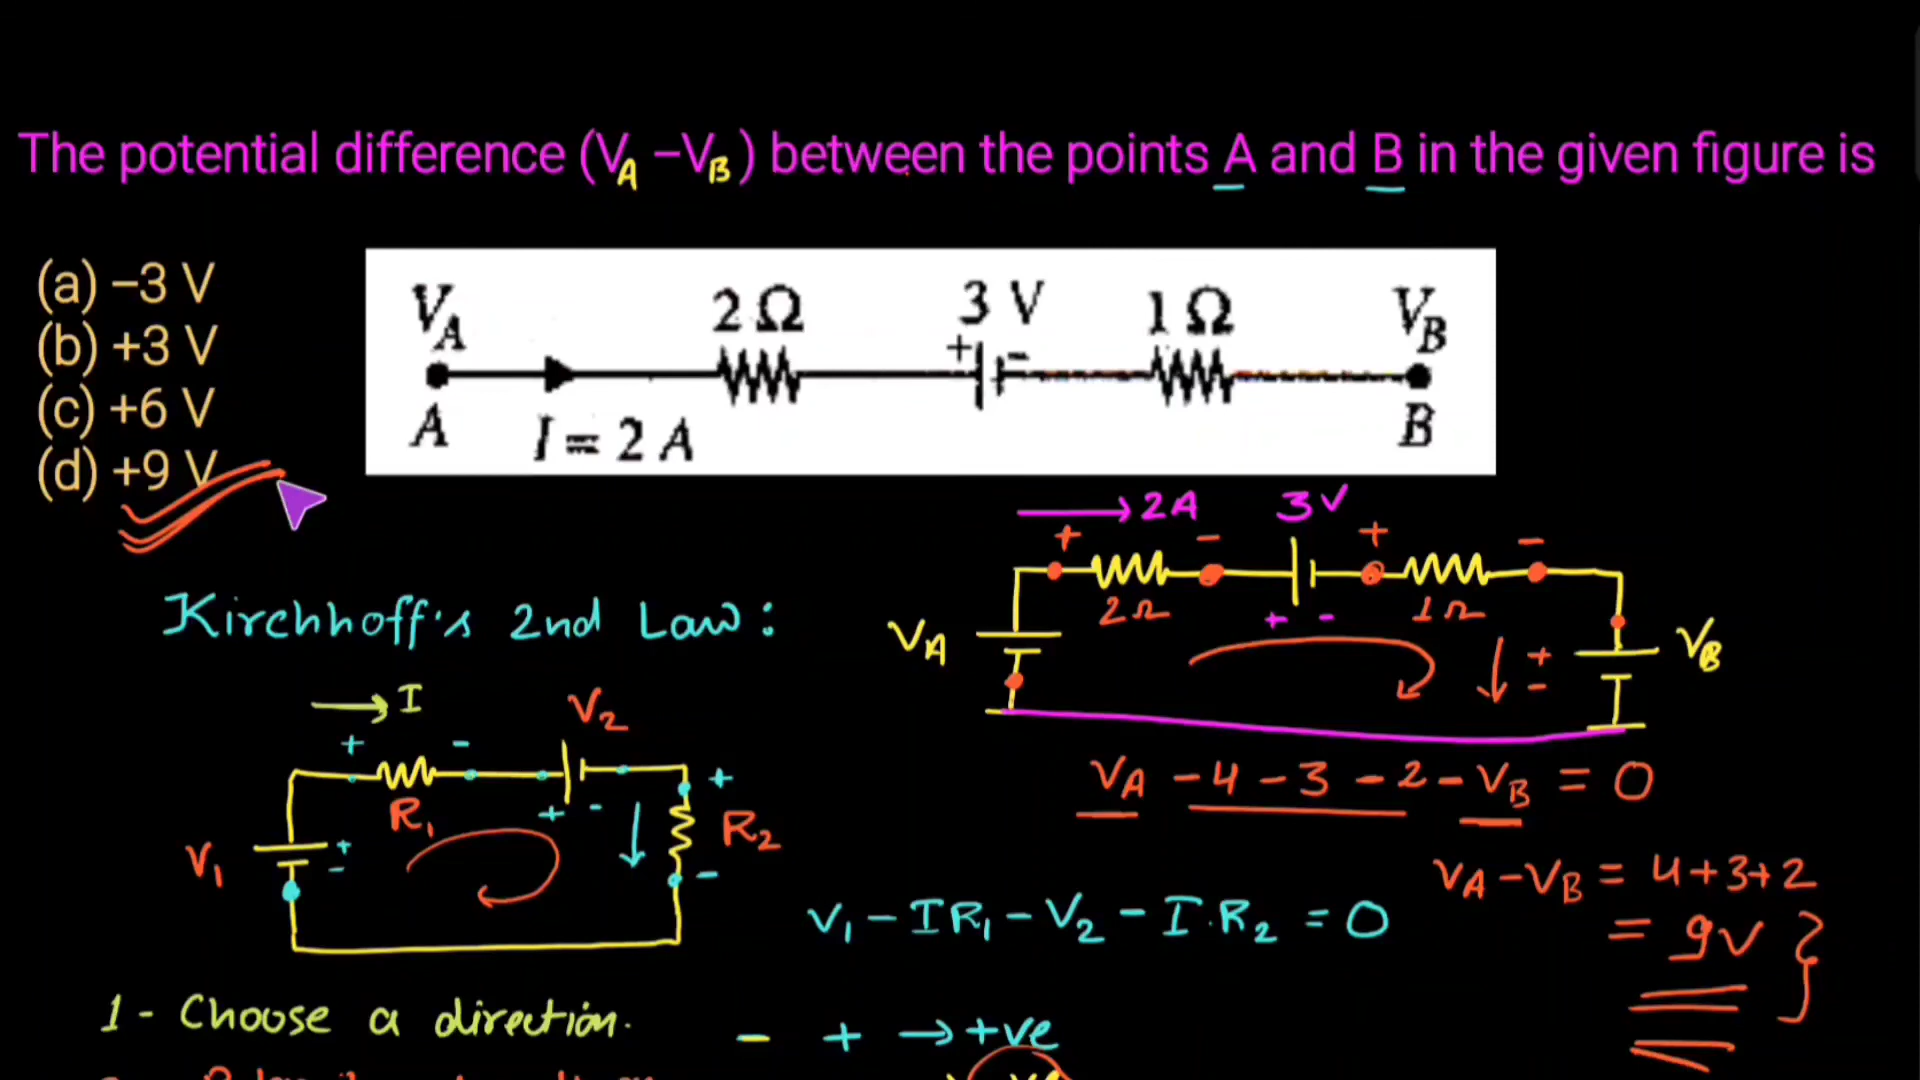 The potential difference (VA –VB) between the points A and B in the given figure is
(a) –3 V
(b) +3 V
(c) +6 V
(d) +9 V
VA 2 Ω 3 V 1 Ω VB
+ -
A I = 2 A B
→ 2A 3V
+ - + -
2Ω 1Ω
+ -
VA + - VB
Kirchhoff's 2nd Law :
→ I V2
+ - +
R1 + - R2
V1 + - -
VA - 4 - 3 - 2 - VB = 0
VA - VB = 4+3+2
= 9V
V1 - IR1 - V2 - I.R2 = 0
1 - Choose a direction.
- + → +ve